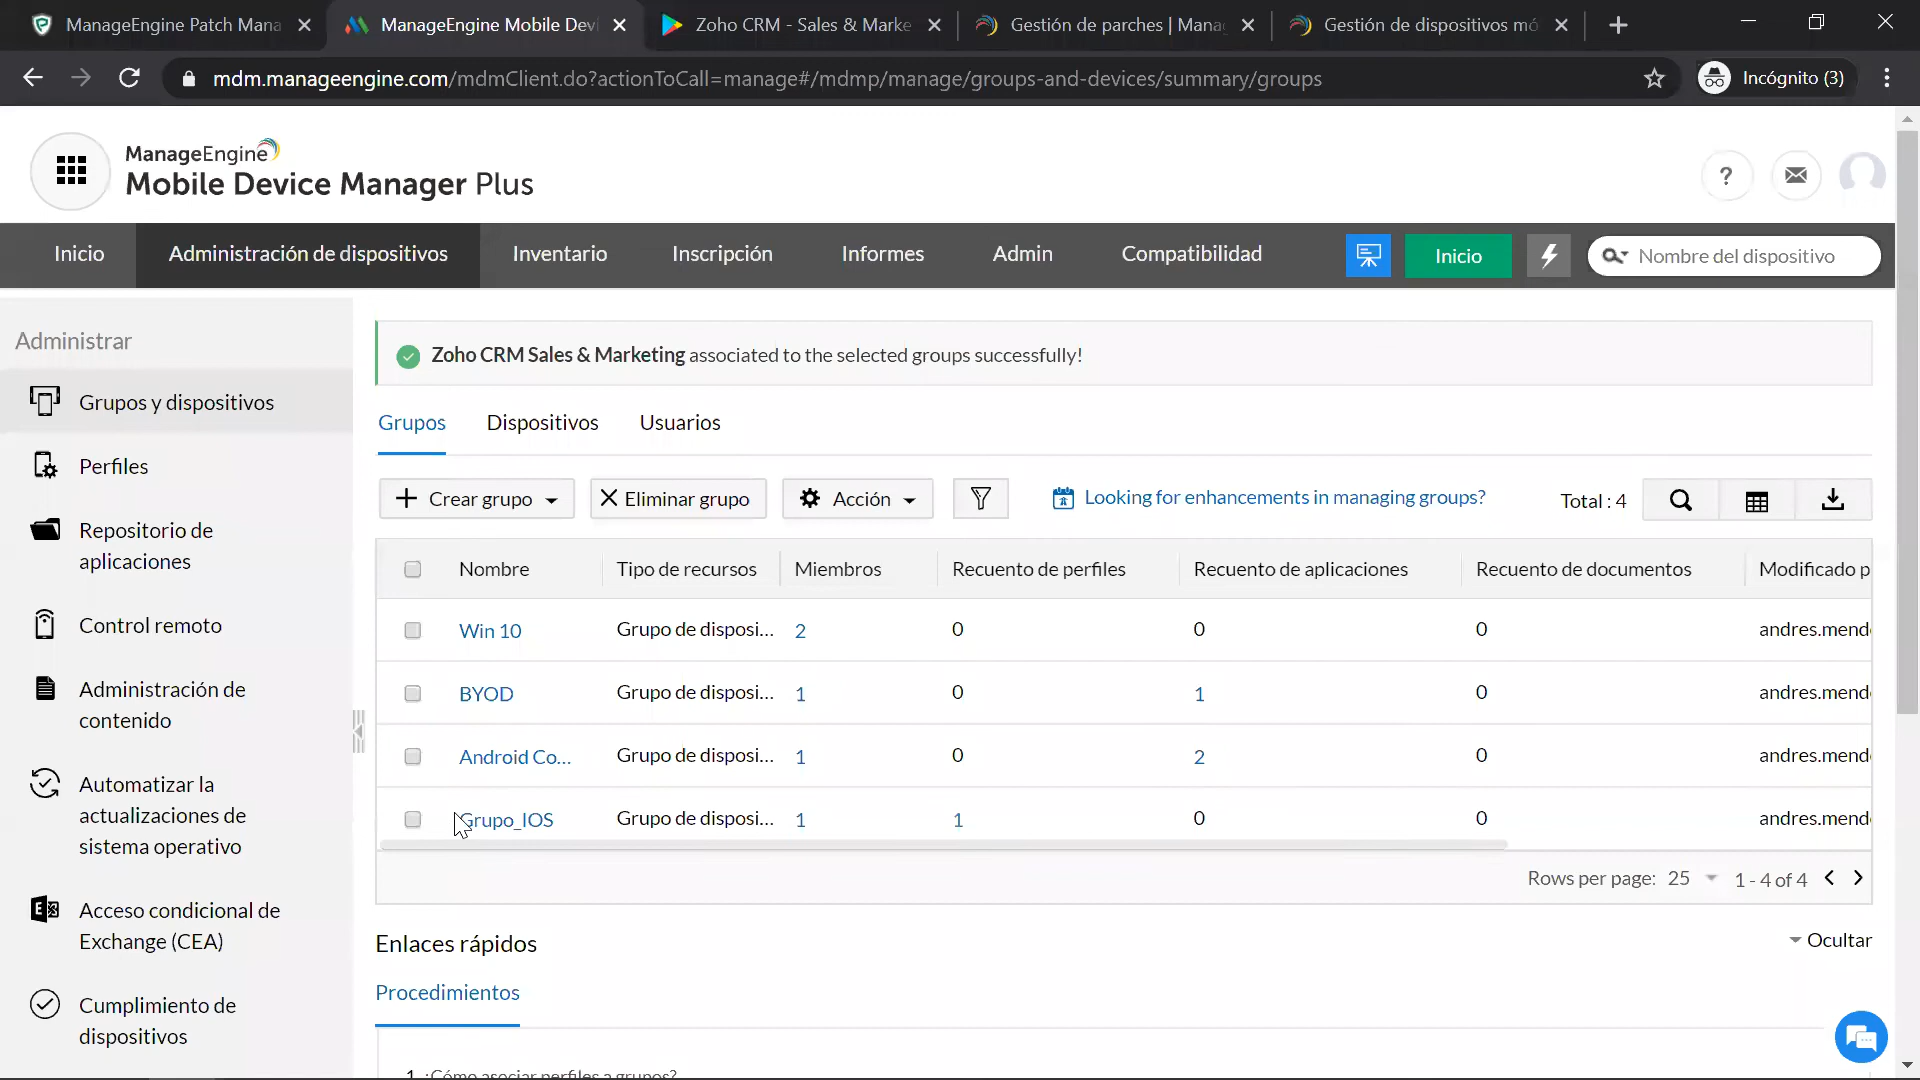 ManageEngine Patch Mana
ManageEngine Mobile Devi
Zoho CRM - Sales & Marke
Gestión de parches | Mana
Gestión de dispositivos mó
mdm.manageengine.com/mdmClient.do?actionToCall=manage#/mdmp/manage/groups-and-devices/summary/groups
Incógnito (3)
ManageEngine
Mobile Device Manager Plus
?
Inicio
Administración de dispositivos
Inventario
Inscripción
Informes
Admin
Compatibilidad
Inicio
Nombre del dispositivo
Administrar
Grupos y dispositivos
Perfiles
Repositorio de
aplicaciones
Control remoto
Administración de
contenido
Automatizar la
actualizaciones de
sistema operativo
Acceso condicional de
Exchange (CEA)
Cumplimiento de
dispositivos
Zoho CRM Sales & Marketing associated to the selected groups successfully!
Grupos Dispositivos Usuarios
Crear grupo Eliminar grupo Acción Looking for enhancements in managing groups? Total : 4
Nombre Tipo de recursos Miembros Recuento de perfiles Recuento de aplicaciones Recuento de documentos Modificado p
Win 10 Grupo de disposi... 2 0 0 0 andres.mend
BYOD Grupo de disposi... 1 0 1 0 andres.mend
Android Co... Grupo de disposi... 1 0 2 0 andres.mend
Grupo_IOS Grupo de disposi... 1 1 0 0 andres.mend
Rows per page: 25 1 - 4 of 4
Enlaces rápidos
Ocultar
Procedimientos
1. ¿Cómo asociar perfiles a grupos?